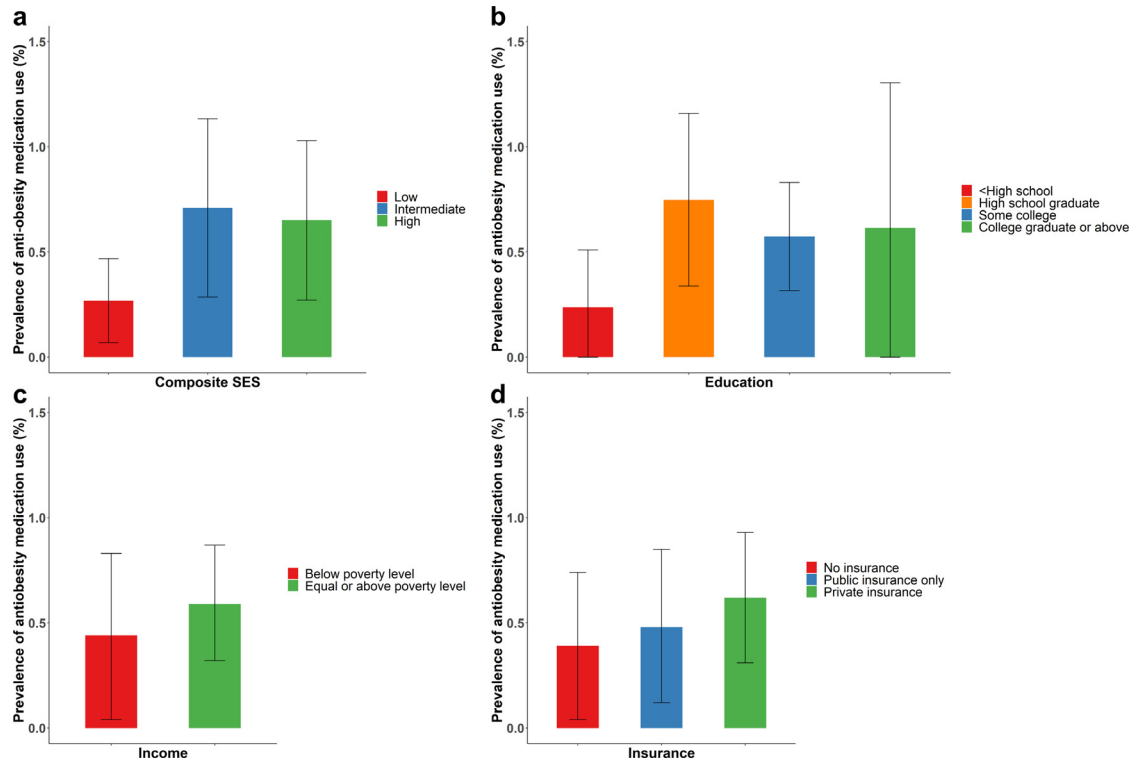 a
Prevalence of anti-obesity medication use (%)
1.5
1.0
0.5
0.0
Composite SES
Low
Intermediate
High
b
Prevalence of antiobesity medication use (%)
1.5
1.0
0.5
0.0
Education
<High school
High school graduate
Some college
College graduate or above
c
Prevalence of antiobesity medication use (%)
1.5
1.0
0.5
0.0
Income
Below poverty level
Equal or above poverty level
d
Prevalence of antiobesity medication use (%)
1.5
1.0
0.5
0.0
Insurance
No insurance
Public insurance only
Private insurance